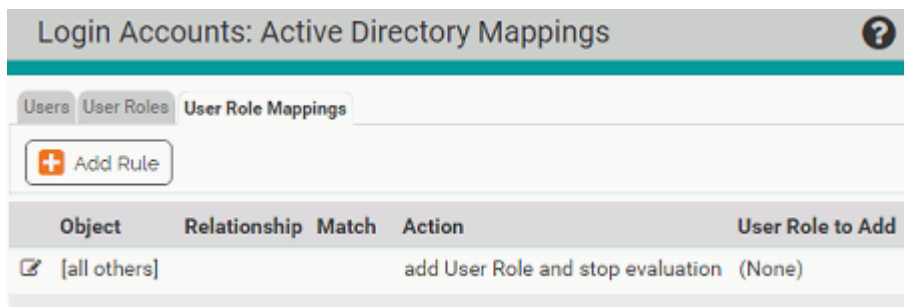 Login Accounts: Active Directory Mappings
Users User Roles User Role Mappings
Add Rule
Object Relationship Match Action User Role to Add
[all others] add User Role and stop evaluation (None)